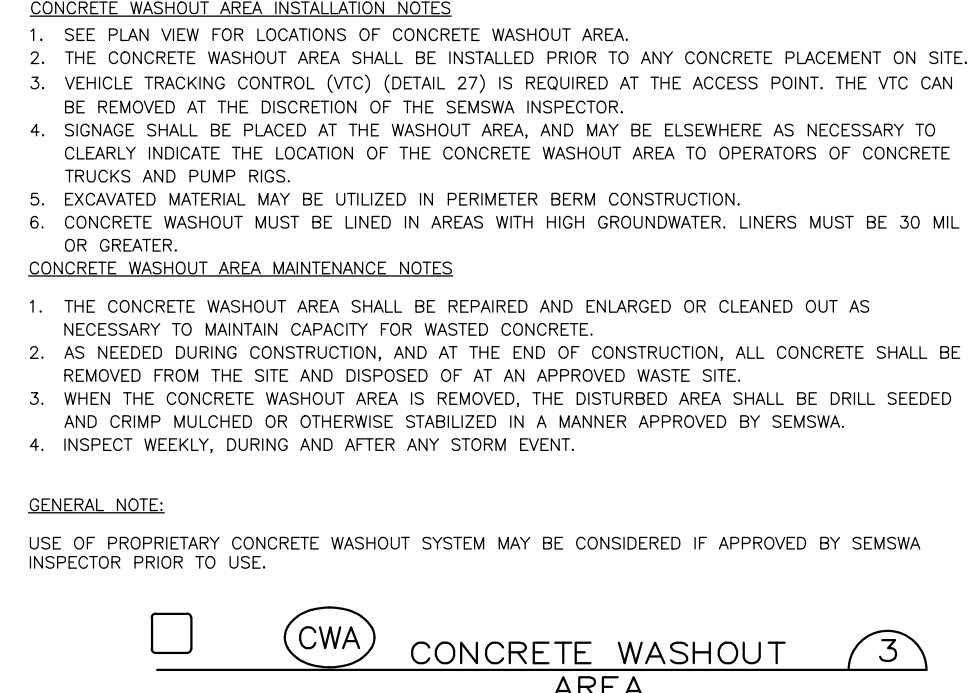 CONCRETE WASHOUT AREA INSTALLATION NOTES
1. SEE PLAN VIEW FOR LOCATIONS OF CONCRETE WASHOUT AREA.
2. THE CONCRETE WASHOUT AREA SHALL BE INSTALLED PRIOR TO ANY CONCRETE PLACEMENT ON SITE.
3. VEHICLE TRACKING CONTROL (VTC) (DETAIL 27) IS REQUIRED AT THE ACCESS POINT. THE VTC CAN
BE REMOVED AT THE DISCRETION OF THE SEMSWA INSPECTOR.
4. SIGNAGE SHALL BE PLACED AT THE WASHOUT AREA, AND MAY BE ELSEWHERE AS NECESSARY TO
CLEARLY INDICATE THE LOCATION OF THE CONCRETE WASHOUT AREA TO OPERATORS OF CONCRETE
TRUCKS AND PUMP RIGS.
5. EXCAVATED MATERIAL MAY BE UTILIZED IN PERIMETER BERM CONSTRUCTION.
6. CONCRETE WASHOUT MUST BE LINED IN AREAS WITH HIGH GROUNDWATER. LINERS MUST BE 30 MIL
OR GREATER.
CONCRETE WASHOUT AREA MAINTENANCE NOTES
1. THE CONCRETE WASHOUT AREA SHALL BE REPAIRED AND ENLARGED OR CLEANED OUT AS
NECESSARY TO MAINTAIN CAPACITY FOR WASTED CONCRETE.
2. AS NEEDED DURING CONSTRUCTION, AND AT THE END OF CONSTRUCTION, ALL CONCRETE SHALL BE
REMOVED FROM THE SITE AND DISPOSED OF AT AN APPROVED WASTE SITE.
3. WHEN THE CONCRETE WASHOUT AREA IS REMOVED, THE DISTURBED AREA SHALL BE DRILL SEEDED
AND CRIMP MULCHED OR OTHERWISE STABILIZED IN A MANNER APPROVED BY SEMSWA.
4. INSPECT WEEKLY, DURING AND AFTER ANY STORM EVENT.
GENERAL NOTE:
USE OF PROPRIETARY CONCRETE WASHOUT SYSTEM MAY BE CONSIDERED IF APPROVED BY SEMSWA
INSPECTOR PRIOR TO USE.
CWA CONCRETE WASHOUT 3
AREA